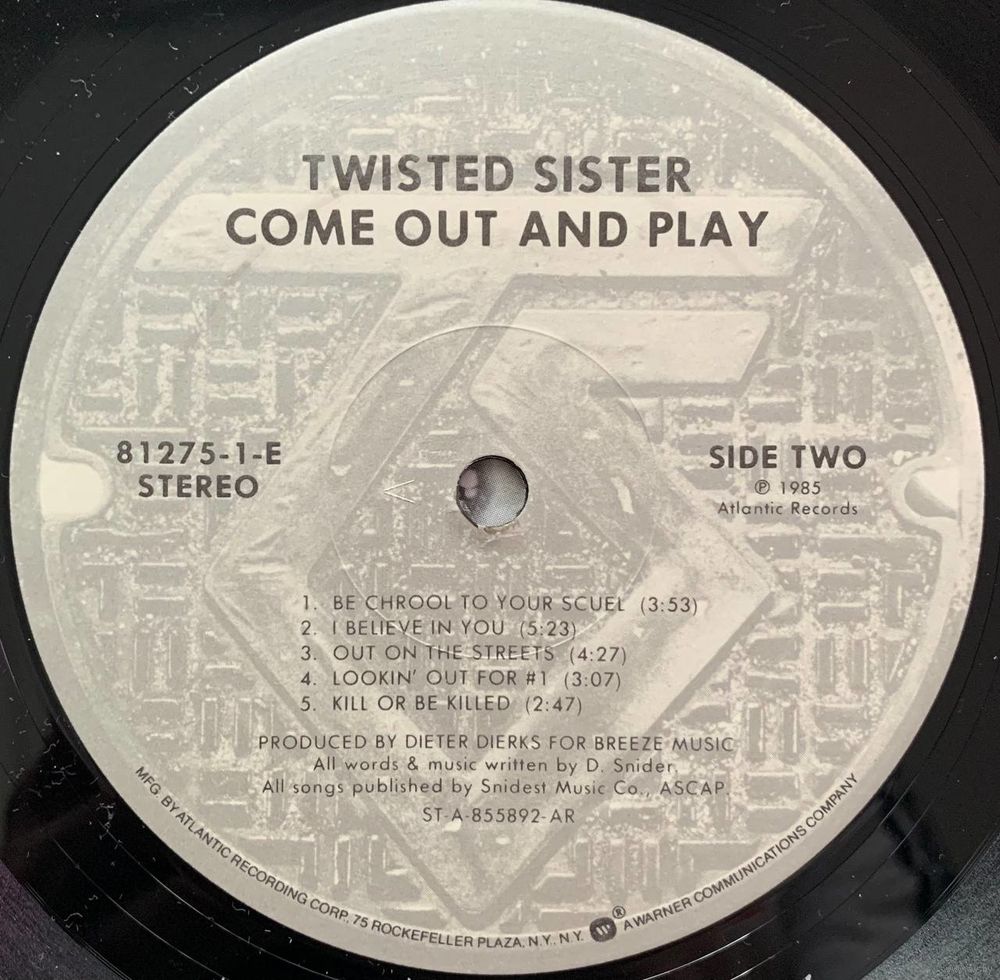 TWISTED SISTER
COME OUT AND PLAY
81275-1-E
STEREO
SIDE TWO
℗ 1985
Atlantic Records
1. BE CHROOL TO YOUR SCUEL (3:53)
2. I BELIEVE IN YOU (5:23)
3. OUT ON THE STREETS (4:27)
4. LOOKIN' OUT FOR #1 (3:07)
5. KILL OR BE KILLED (2:47)
PRODUCED BY DIETER DIERKS FOR BREEZE MUSIC
All words & music written by D. Snider.
All songs published by Snidest Music Co., ASCAP.
ST-A-855892-AR
MFG. BY ATLANTIC RECORDING CORP., 75 ROCKEFELLER PLAZA, N.Y., N.Y. ® A WARNER COMMUNICATIONS COMPANY